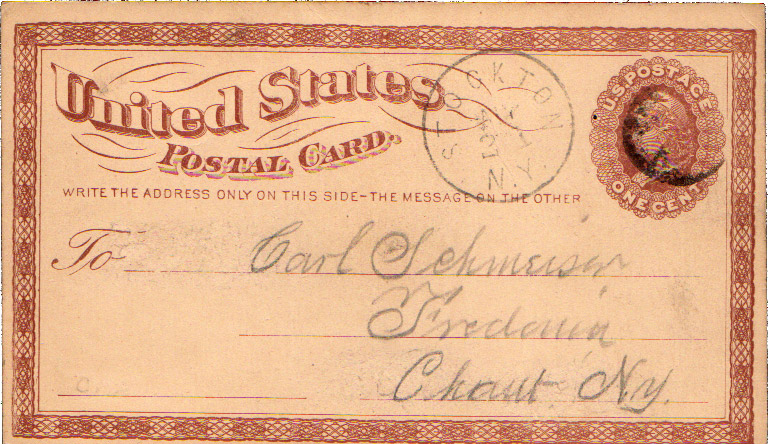 United States
Postal Card.
WRITE THE ADDRESS ONLY ON THIS SIDE-THE MESSAGE ON THE OTHER
STOCKTON
N.Y.
U.S. POSTAGE
ONE CENT
To Carl Schmeiser
Fredonia
Chaut N.Y.